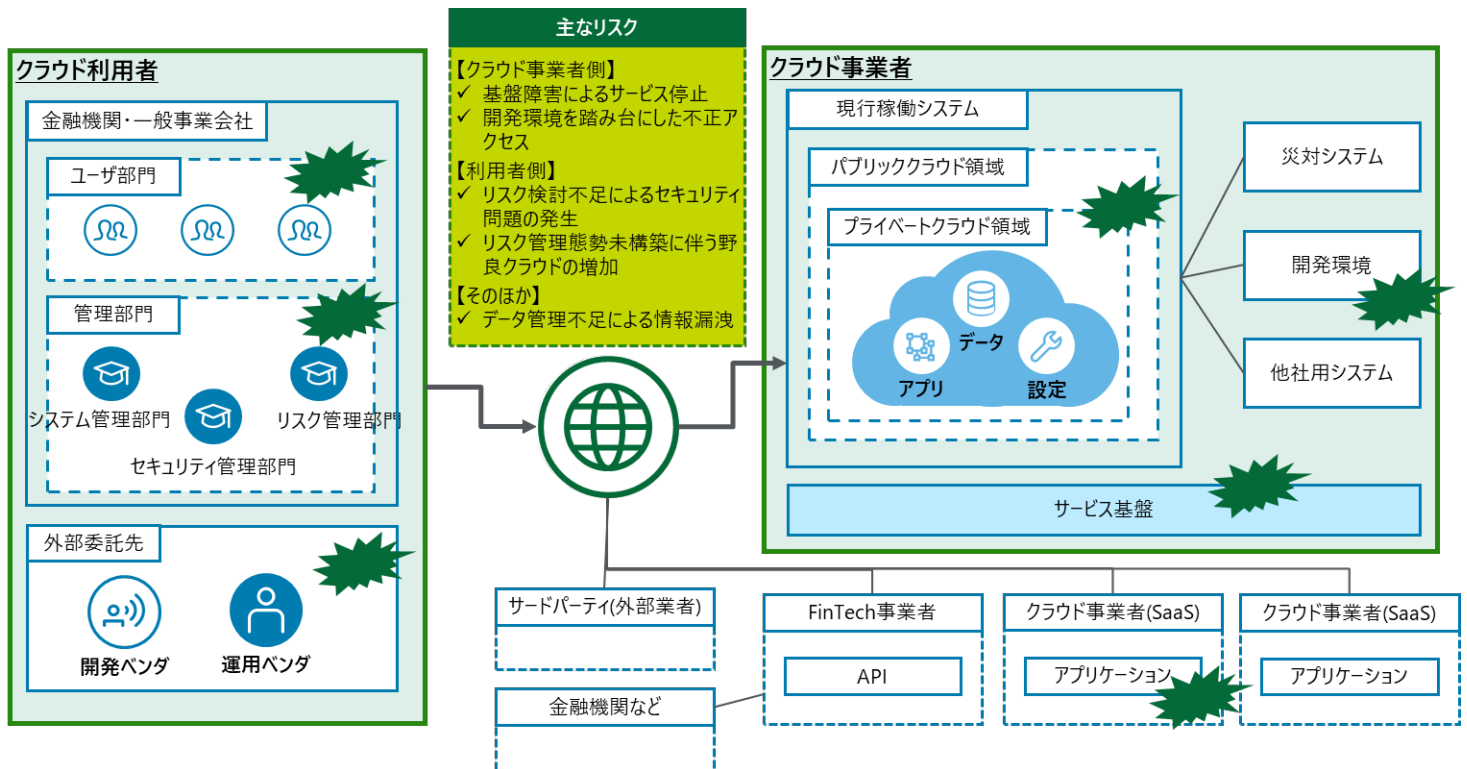 主なリスク
【クラウド事業者側】
✓ 基盤障害によるサービス停止
✓ 開発環境を踏み台にした不正ア
クセス
【利用者側】
✓ リスク検討不足によるセキュリティ
問題の発生
✓ リスク管理態勢未構築に伴う野
良クラウドの増加
【そのほか】
✓ データ管理不足による情報漏洩
クラウド利用者
金融機関・一般事業会社
ユーザ部門
管理部門
システム管理部門
リスク管理部門
セキュリティ管理部門
外部委託先
開発ベンダ
運用ベンダ
クラウド事業者
現行稼働システム
パブリッククラウド領域
プライベートクラウド領域
データ
アプリ
設定
災対システム
開発環境
他社用システム
サービス基盤
サードパーティ(外部業者)
金融機関など
FinTech事業者
API
クラウド事業者(SaaS)
アプリケーション
クラウド事業者(SaaS)
アプリケーション